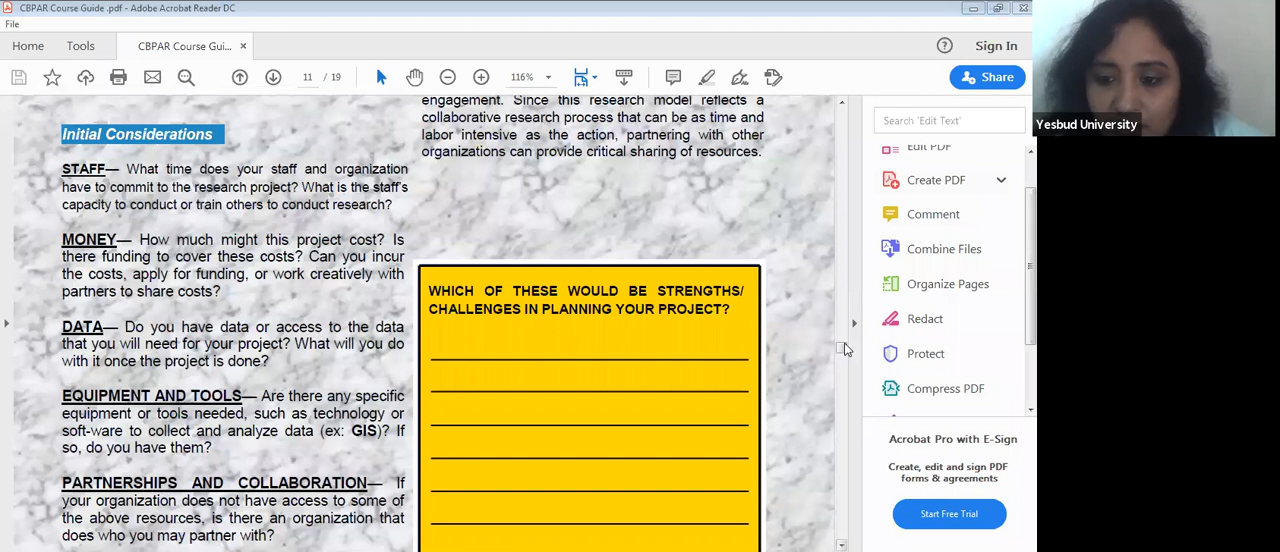 CBPAR Course Guide .pdf - Adobe Acrobat Reader DC
File
Home Tools CBPAR Course Gui... ×
Sign In
11 / 19 116%
Share
Initial Considerations
STAFF— What time does your staff and organization
have to commit to the research project? What is the staff's
capacity to conduct or train others to conduct research?
MONEY— How much might this project cost? Is
there funding to cover these costs? Can you incur
the costs, apply for funding, or work creatively with
partners to share costs?
DATA— Do you have data or access to the data
that you will need for your project? What will you do
with it once the project is done?
EQUIPMENT AND TOOLS— Are there any specific
equipment or tools needed, such as technology or
soft-ware to collect and analyze data (ex: GIS)? If
so, do you have them?
PARTNERSHIPS AND COLLABORATION— If
your organization does not have access to some of
the above resources, is there an organization that
does who you may partner with?
engagement. Since this research model reflects a
collaborative research process that can be as time and
labor intensive as the action, partnering with other
organizations can provide critical sharing of resources.
WHICH OF THESE WOULD BE STRENGTHS/
CHALLENGES IN PLANNING YOUR PROJECT?
Search 'Edit Text'
Edit PDF
Create PDF
Comment
Combine Files
Organize Pages
Redact
Protect
Compress PDF
Acrobat Pro with E-Sign
Create, edit and sign PDF
forms & agreements
Start Free Trial
Yesbud University